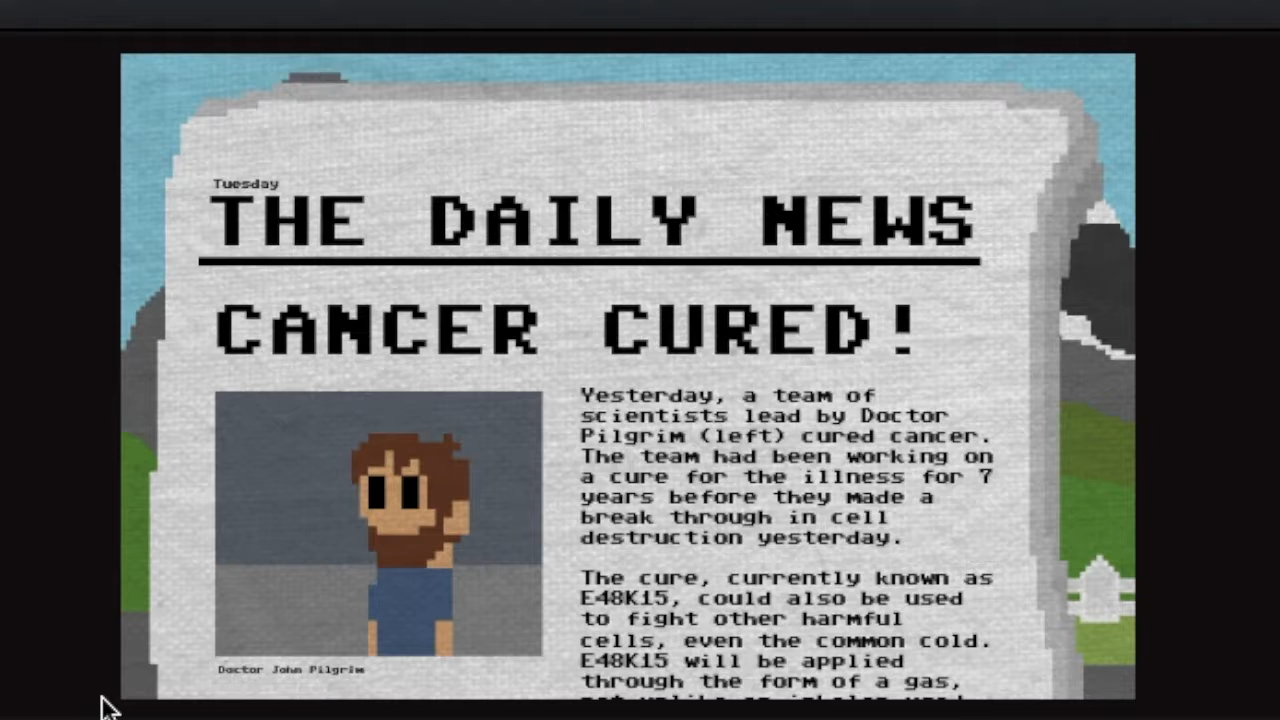 Tuesday
THE DAILY NEWS
CANCER CURED!
Yesterday, a team of
scientists lead by Doctor
Pilgrim (left) cured cancer.
The team had been working on
a cure for the illness for 7
years before they made a
break through in cell
destruction yesterday.
The cure, currently known as
E48K15, could also be used
to fight other harmful
cells, even the common cold.
E48K15 will be applied
through the form of a gas,
Doctor John Pilgrim